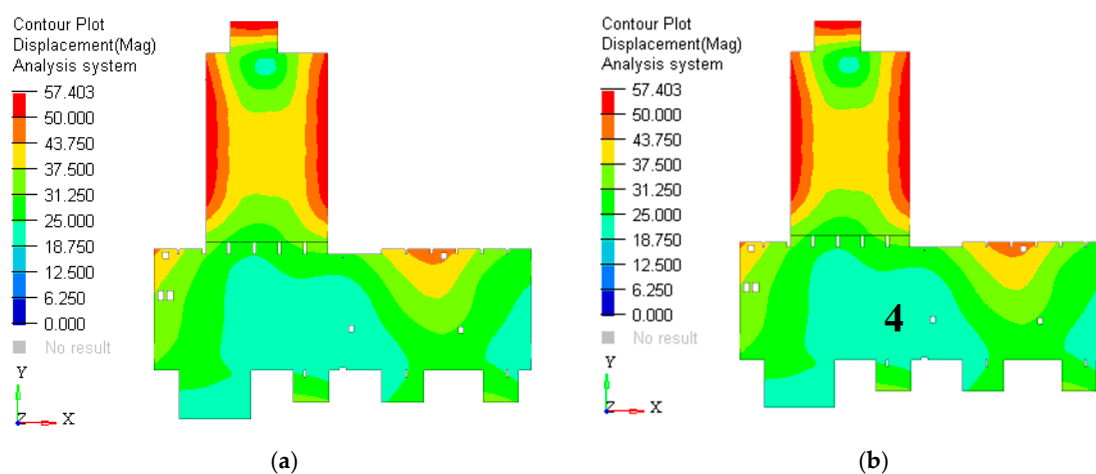 Contour Plot
Displacement(Mag)
Analysis system
57.403
50.000
43.750
37.500
31.250
25.000
18.750
12.500
6.250
0.000
No result
Y
Z
X
(a)
Contour Plot
Displacement(Mag)
Analysis system
57.403
50.000
43.750
37.500
31.250
25.000
18.750
12.500
6.250
0.000
No result
4
Y
Z
X
(b)